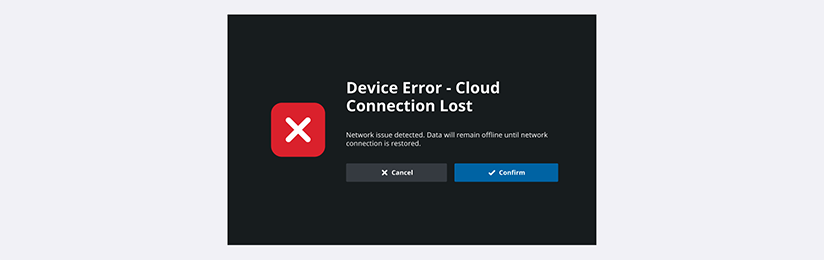 Device Error - Cloud
Connection Lost
Network issue detected. Data will remain offline until network
connection is restored.
Cancel
Confirm